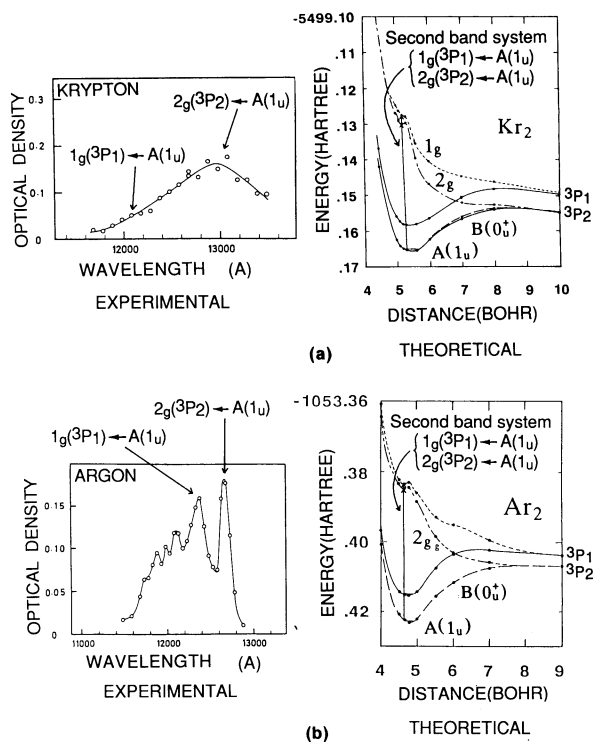 -5499.10
Second band system
1g(³P1)←A(1u)
2g(³P2)←A(1u)
.10
.11
.12
.13
.14
.15
.16
.17
ENERGY(HARTREE)
Kr₂
1g
2g
³P1
³P2
B(0u⁺)
A(1u)
4 5 6 7 8 9 10
DISTANCE(BOHR)
THEORETICAL
KRYPTON
2g(³P2)←A(1u)
1g(³P1)←A(1u)
OPTICAL DENSITY
0.3
0.2
0.1
0
12000 13000
WAVELENGTH (A)
EXPERIMENTAL
(a)
2g(³P2)←A(1u)
1g(³P1)←A(1u)
ARGON
OPTICAL DENSITY
0.15
0.10
0.05
0
11000 12000 13000
WAVELENGTH (A)
EXPERIMENTAL
-1053.36
Second band system
1g(³P1)←A(1u)
2g(³P2)←A(1u)
.38
.40
.42
ENERGY(HARTREE)
Ar₂
2g
g
³P1
³P2
B(0u⁺)
A(1u)
4 5 6 7 8 9
DISTANCE(BOHR)
THEORETICAL
(b)